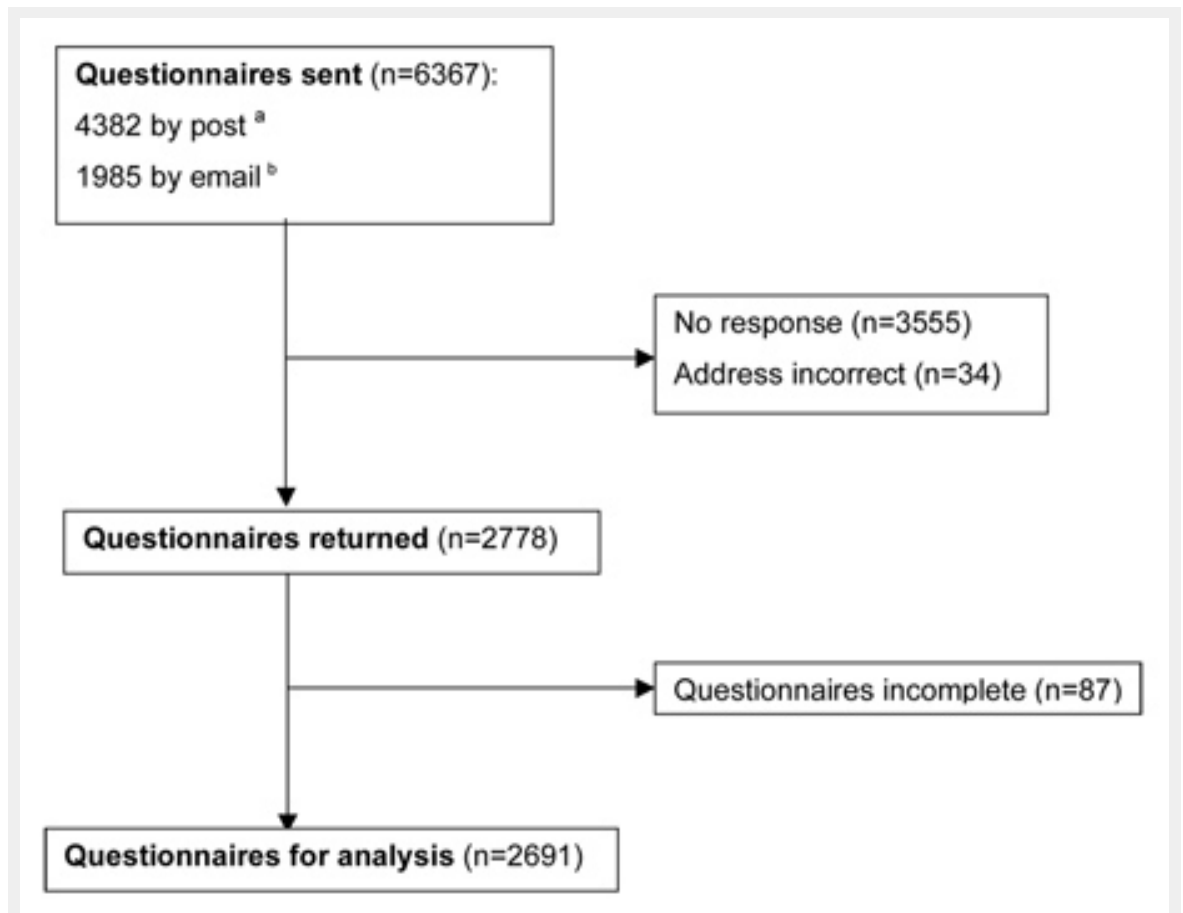 Questionnaires sent (n=6367):
4382 by post a
1985 by email b
No response (n=3555)
Address incorrect (n=34)
Questionnaires returned (n=2778)
Questionnaires incomplete (n=87)
Questionnaires for analysis (n=2691)